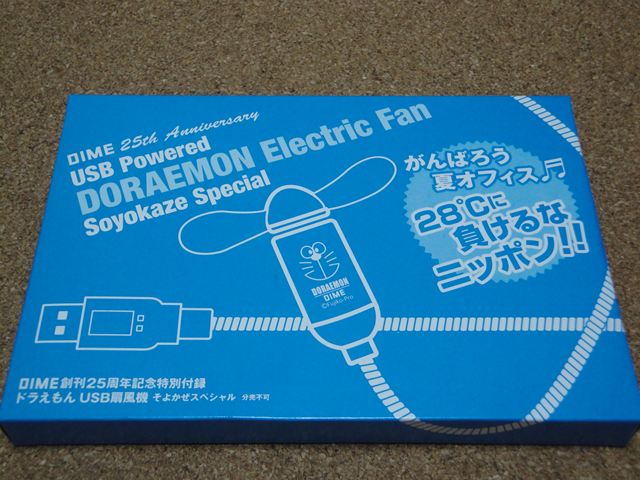 DIME 25th Anniversary
USB Powered
DORAEMON Electric Fan
Soyokaze Special
がんばろう
夏オフィス♬
28℃に
負けるな
ニッポン!!
DORAEMON
DIME
©Fujiko-Pro
DIME創刊25周年記念特別付録
ドラえもん USB扇風機 そよかぜスペシャル 分売不可